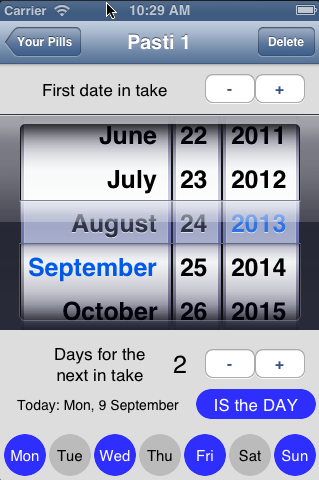 Carrier 10:29 AM
Your Pills Pasti 1 Delete
First date in take - +
June 22 2011
July 23 2012
August 24 2013
September 25 2014
October 26 2015
Days for the
next in take 2 - +
Today: Mon, 9 September IS the DAY
Mon Tue Wed Thu Fri Sat Sun